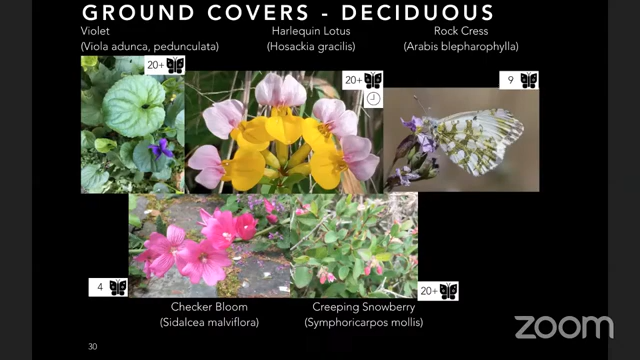 GROUND COVERS - DECIDUOUS
Violet
(Viola adunca, pedunculata)
Harlequin Lotus
(Hosackia gracilis)
Rock Cress
(Arabis blepharophylla)
20+
20+
9
4
20+
Checker Bloom
(Sidalcea malviflora)
Creeping Snowberry
(Symphoricarpos mollis)
30
zoom